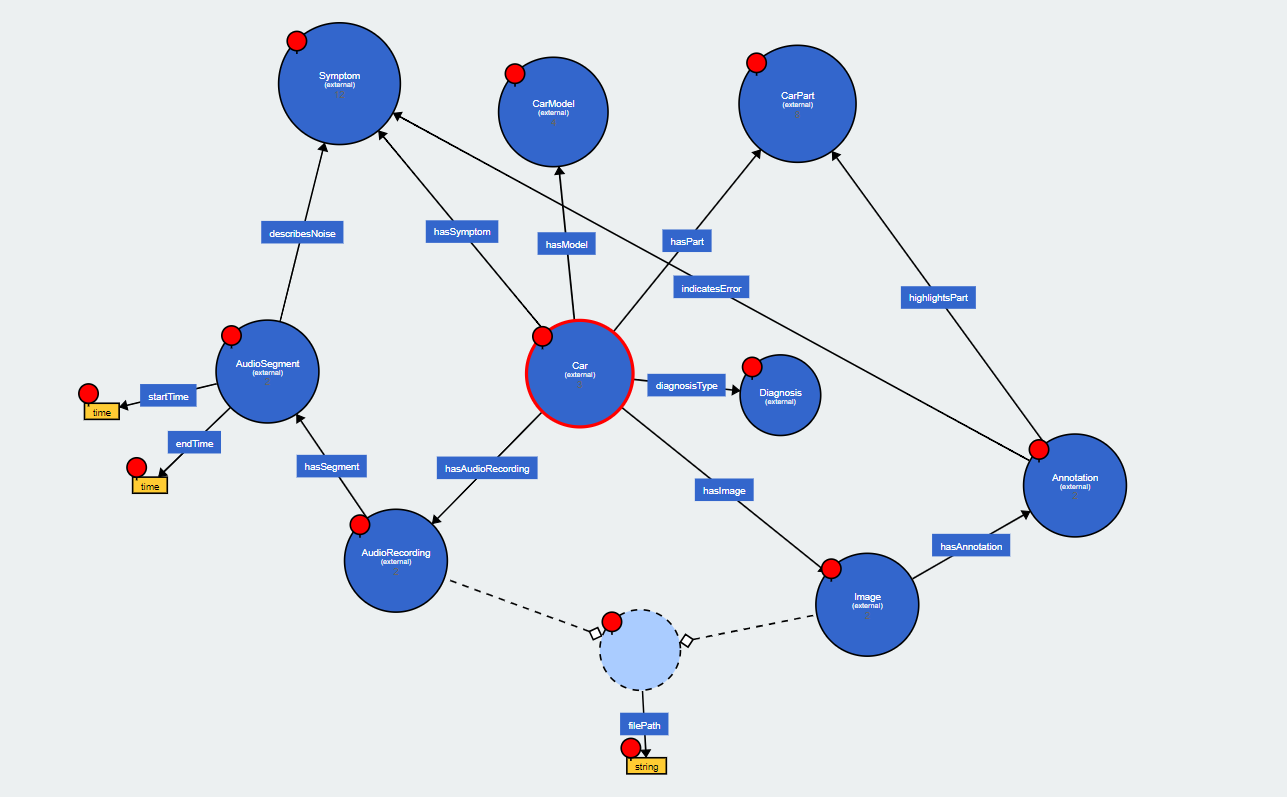 Symptom
(external)
CarModel
(external)
CarPart
(external)
describesNoise
hasSymptom
hasModel
hasPart
indicatesError
highlightsPart
AudioSegment
(external)
Car
(external)
diagnosisType
Diagnosis
(external)
startTime
time
endTime
time
hasSegment
hasAudioRecording
hasImage
Annotation
(external)
AudioRecording
(external)
hasAnnotation
Image
(external)
filePath
string